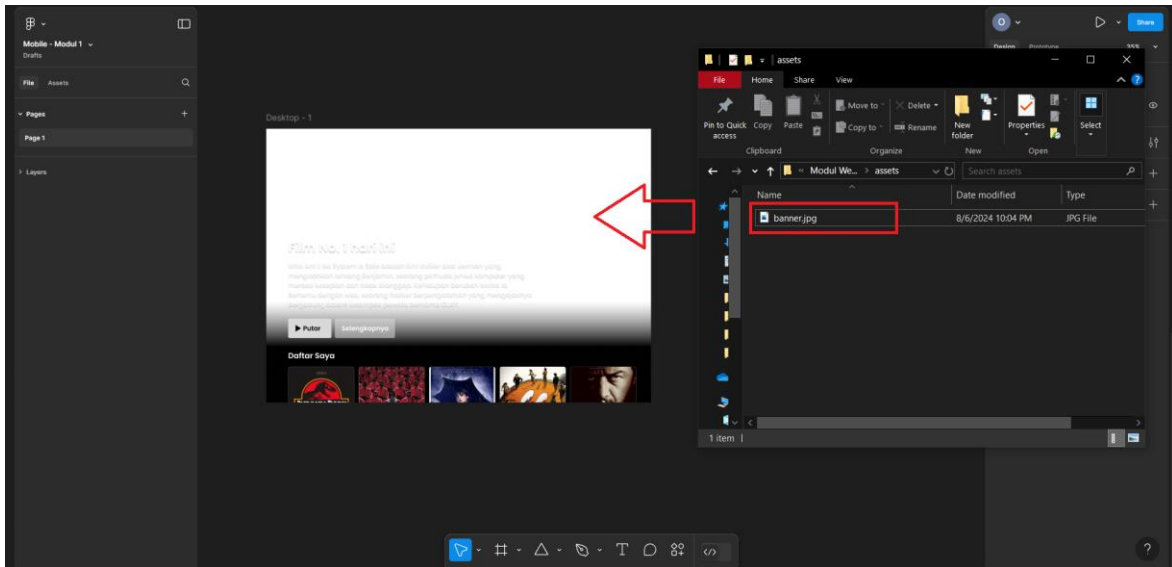 Moblis - Modul 1
Drafts
File Assets
Pages
Page 1
Layers
Desktop - 1
Film No. 1 hari ini
Putar
Selengkapnya
Daftar Saya
O
Share
Design Prototype 35%
assets
File Home Share View
Pin to Quick access
Copy
Paste
Move to
Copy to
Delete
Rename
New folder
Properties
Select
Clipboard Organize New Open
« Modul We... > assets
Search assets
Name Date modified Type
banner.jpg 8/6/2024 10:04 PM JPG File
1 item
?